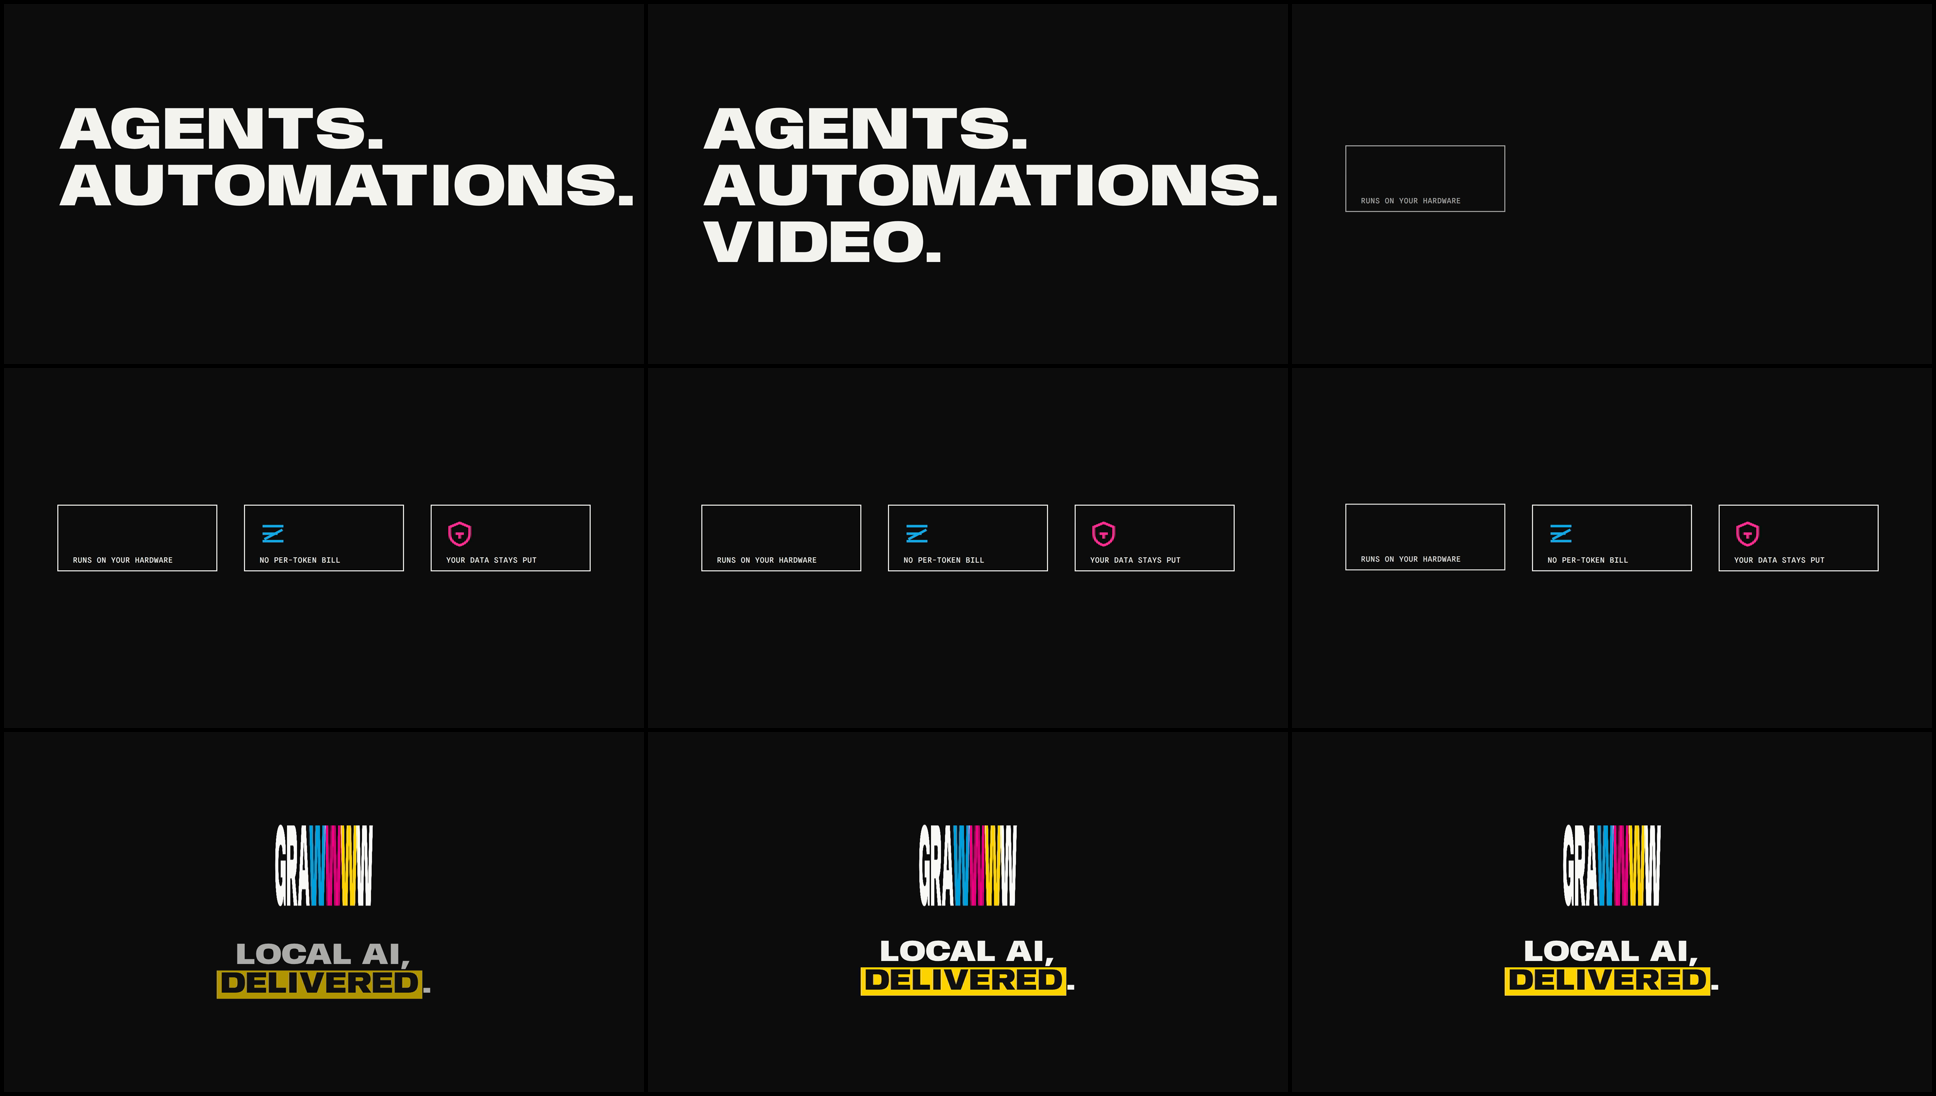 AGENTS.
AUTOMATIONS.
AGENTS.
AUTOMATIONS.
VIDEO.
RUNS ON YOUR HARDWARE
RUNS ON YOUR HARDWARE
NO PER-TOKEN BILL
YOUR DATA STAYS PUT
RUNS ON YOUR HARDWARE
NO PER-TOKEN BILL
YOUR DATA STAYS PUT
RUNS ON YOUR HARDWARE
NO PER-TOKEN BILL
YOUR DATA STAYS PUT
GRAWWWW
LOCAL AI,
DELIVERED.
GRAWWWW
LOCAL AI,
DELIVERED.
GRAWWWW
LOCAL AI,
DELIVERED.